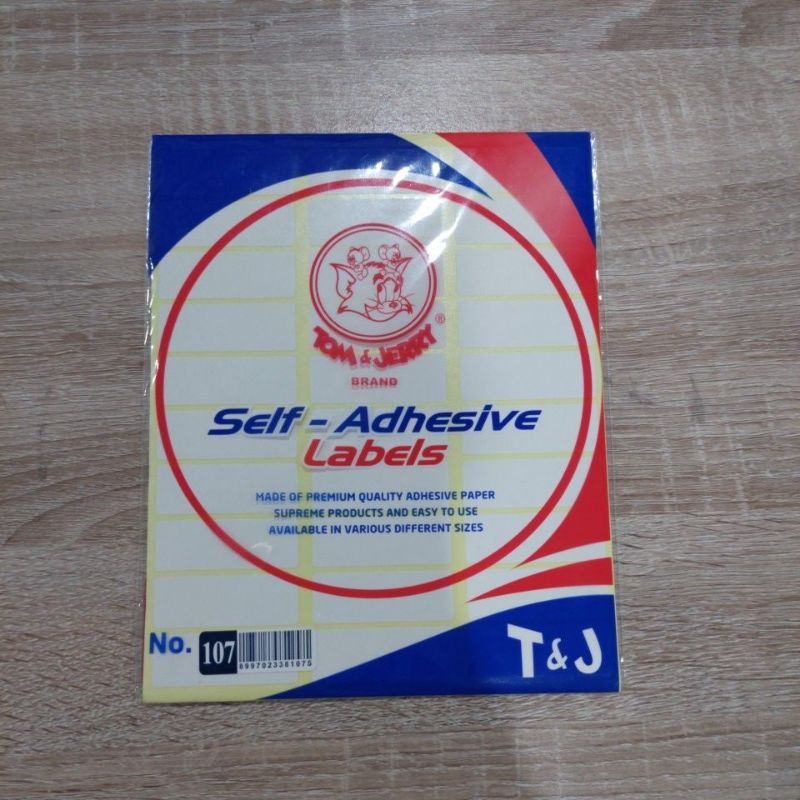 TOM & JERRY ®
BRAND
Self - Adhesive
Labels
MADE OF PREMIUM QUALITY ADHESIVE PAPER
SUPREME PRODUCTS AND EASY TO USE
AVAILABLE IN VARIOUS DIFFERENT SIZES
No. 107
8997023361075
T & J